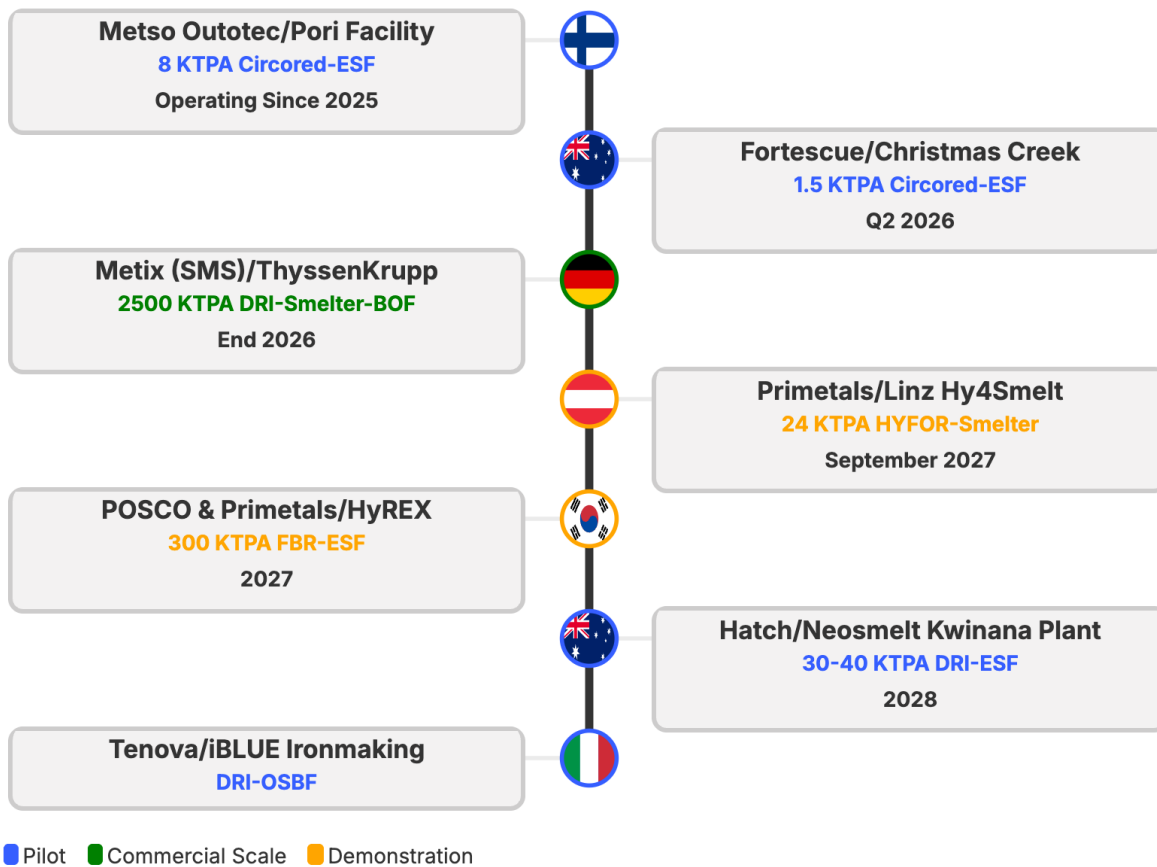 Metso Outotec/Pori Facility
8 KTPA Circored-ESF
Operating Since 2025
Fortescue/Christmas Creek
1.5 KTPA Circored-ESF
Q2 2026
Metix (SMS)/ThyssenKrupp
2500 KTPA DRI-Smelter-BOF
End 2026
Primetals/Linz Hy4Smelt
24 KTPA HYFOR-Smelter
September 2027
POSCO & Primetals/HyREX
300 KTPA FBR-ESF
2027
Hatch/Neosmelt Kwinana Plant
30-40 KTPA DRI-ESF
2028
Tenova/iBLUE Ironmaking
DRI-OSBF
Pilot Commercial Scale Demonstration